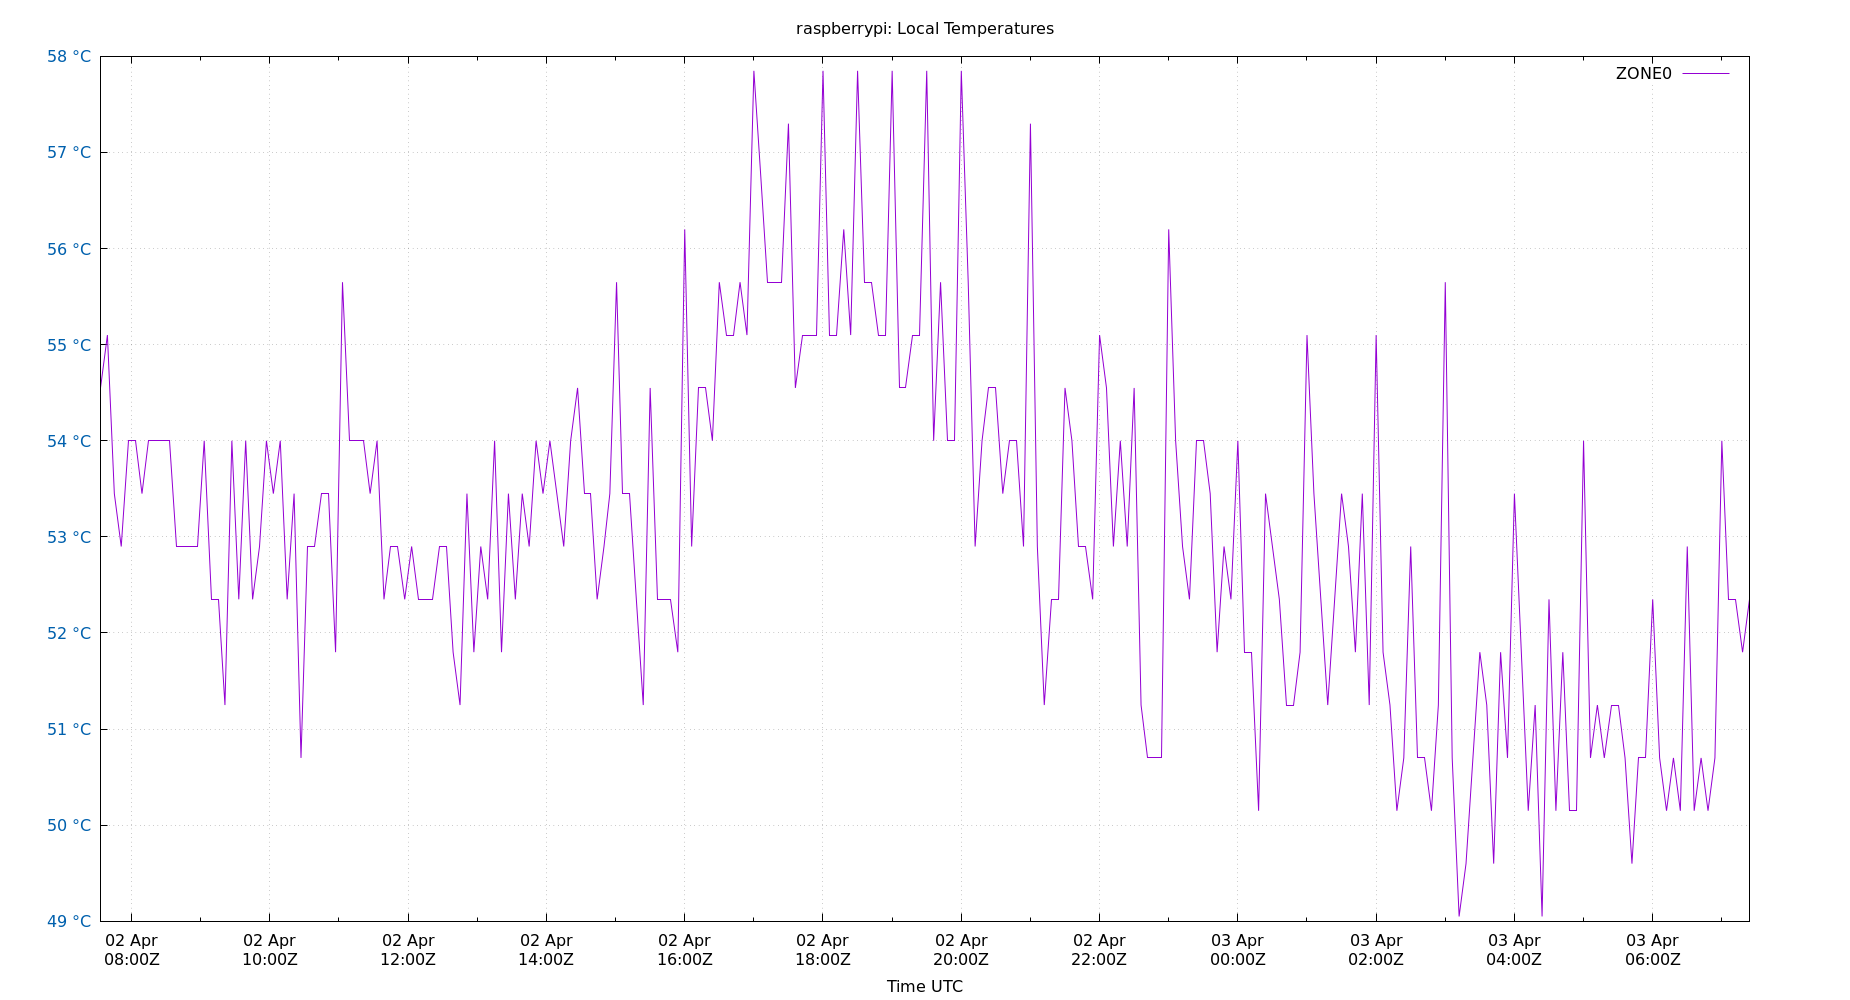 raspberrypi: Local Temperatures
58 °C
ZONE0
57 °C
56 °C
55 °C
54 °C
53 °C
52 °C
51 °C
50 °C
49 °C
02 Apr 02 Apr 02 Apr 02 Apr 02 Apr 02 Apr 02 Apr 02 Apr 03 Apr 03 Apr 03 Apr 03 Apr
08:00Z 10:00Z 12:00Z 14:00Z 16:00Z 18:00Z 20:00Z 22:00Z 00:00Z 02:00Z 04:00Z 06:00Z
Time UTC